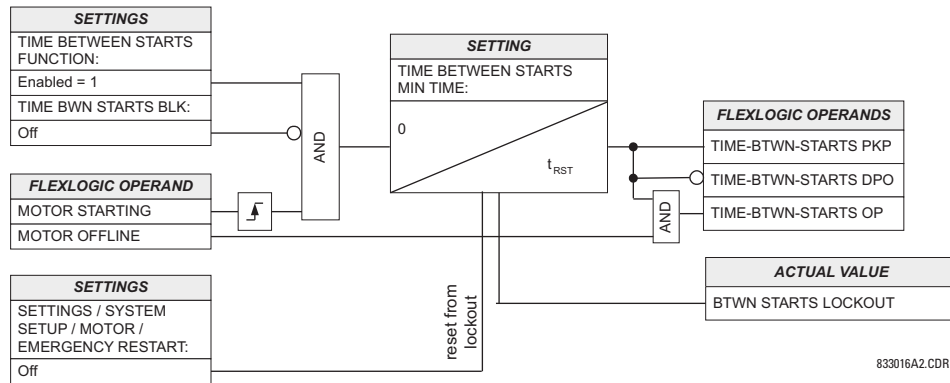 SETTINGS
TIME BETWEEN STARTS
FUNCTION:
Enabled = 1
TIME BWN STARTS BLK:
Off
AND
FLEXLOGIC OPERAND
MOTOR STARTING
MOTOR OFFLINE
SETTINGS
SETTINGS / SYSTEM
SETUP / MOTOR /
EMERGENCY RESTART:
Off
SETTING
TIME BETWEEN STARTS
MIN TIME:
0
tRST
reset from
lockout
AND
FLEXLOGIC OPERANDS
TIME-BTWN-STARTS PKP
TIME-BTWN-STARTS DPO
TIME-BTWN-STARTS OP
ACTUAL VALUE
BTWN STARTS LOCKOUT
833016A2.CDR